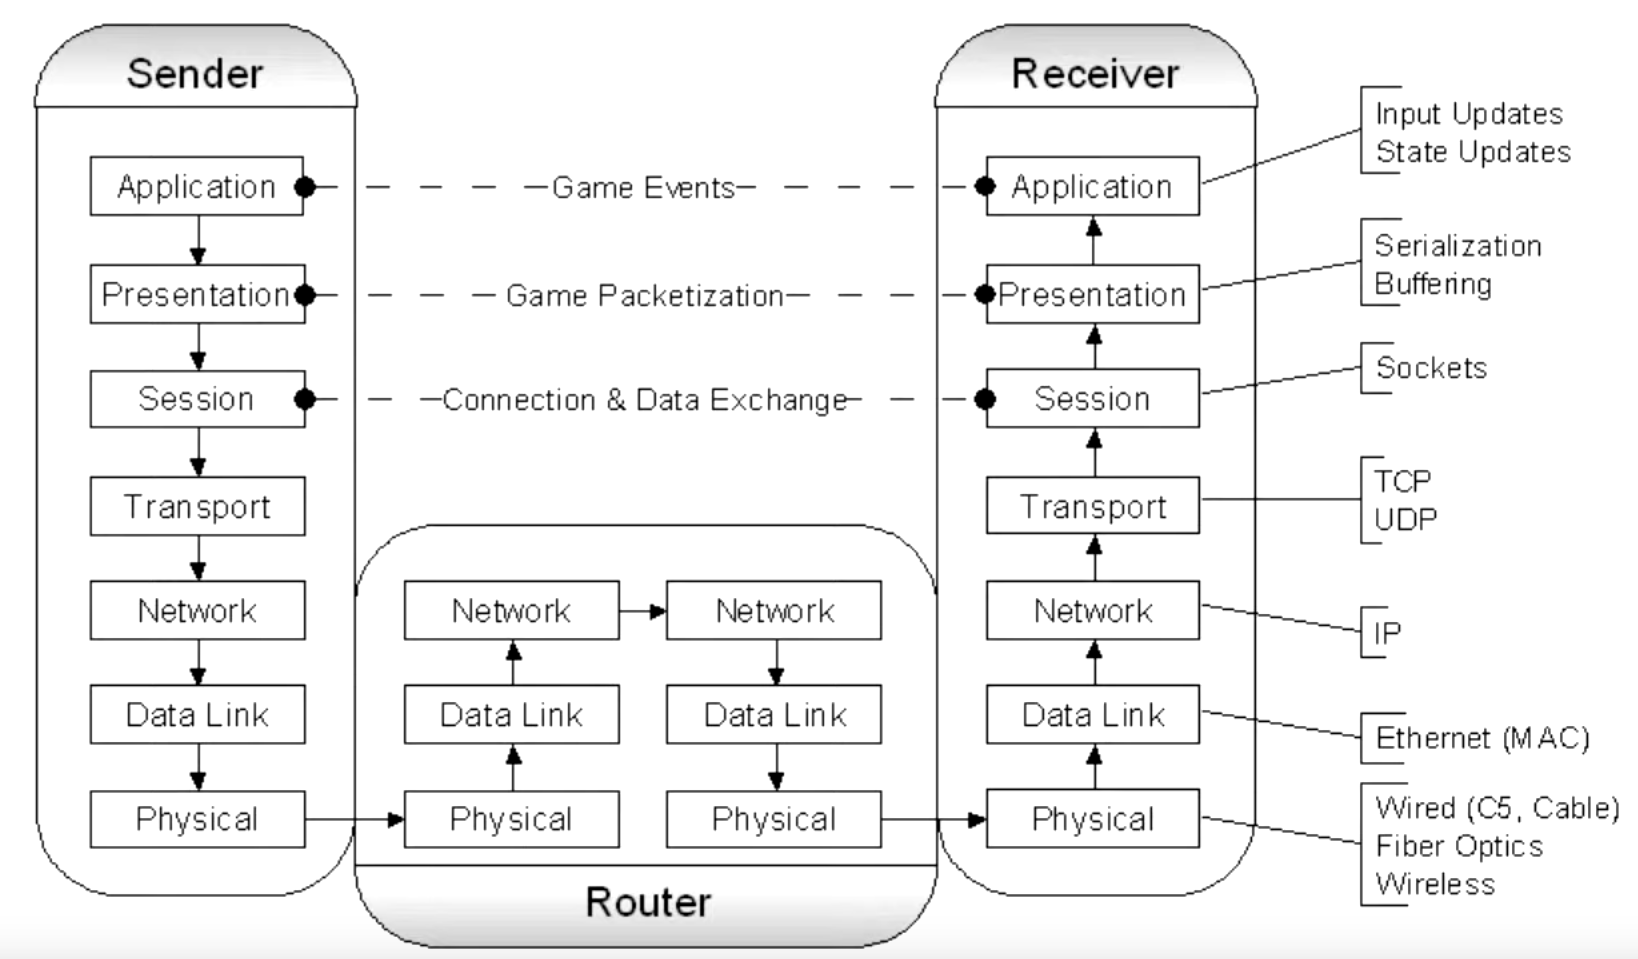 Sender
Receiver
Application
Game Events
Application
Input Updates
State Updates
Presentation
Game Packetization
Presentation
Serialization
Buffering
Session
Connection & Data Exchange
Session
Sockets
Transport
Transport
TCP
UDP
Network
Network
Network
Network
IP
Data Link
Data Link
Data Link
Data Link
Ethernet (MAC)
Physical
Physical
Physical
Physical
Wired (C5, Cable)
Fiber Optics
Wireless
Router